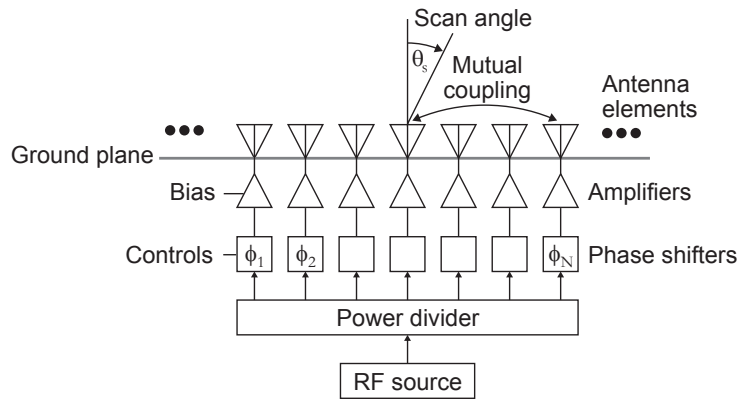 Scan angle
θs
Mutual
coupling
Antenna
elements
Ground plane
Bias
Amplifiers
Controls
ϕ1
ϕ2
ϕN
Phase shifters
Power divider
RF source